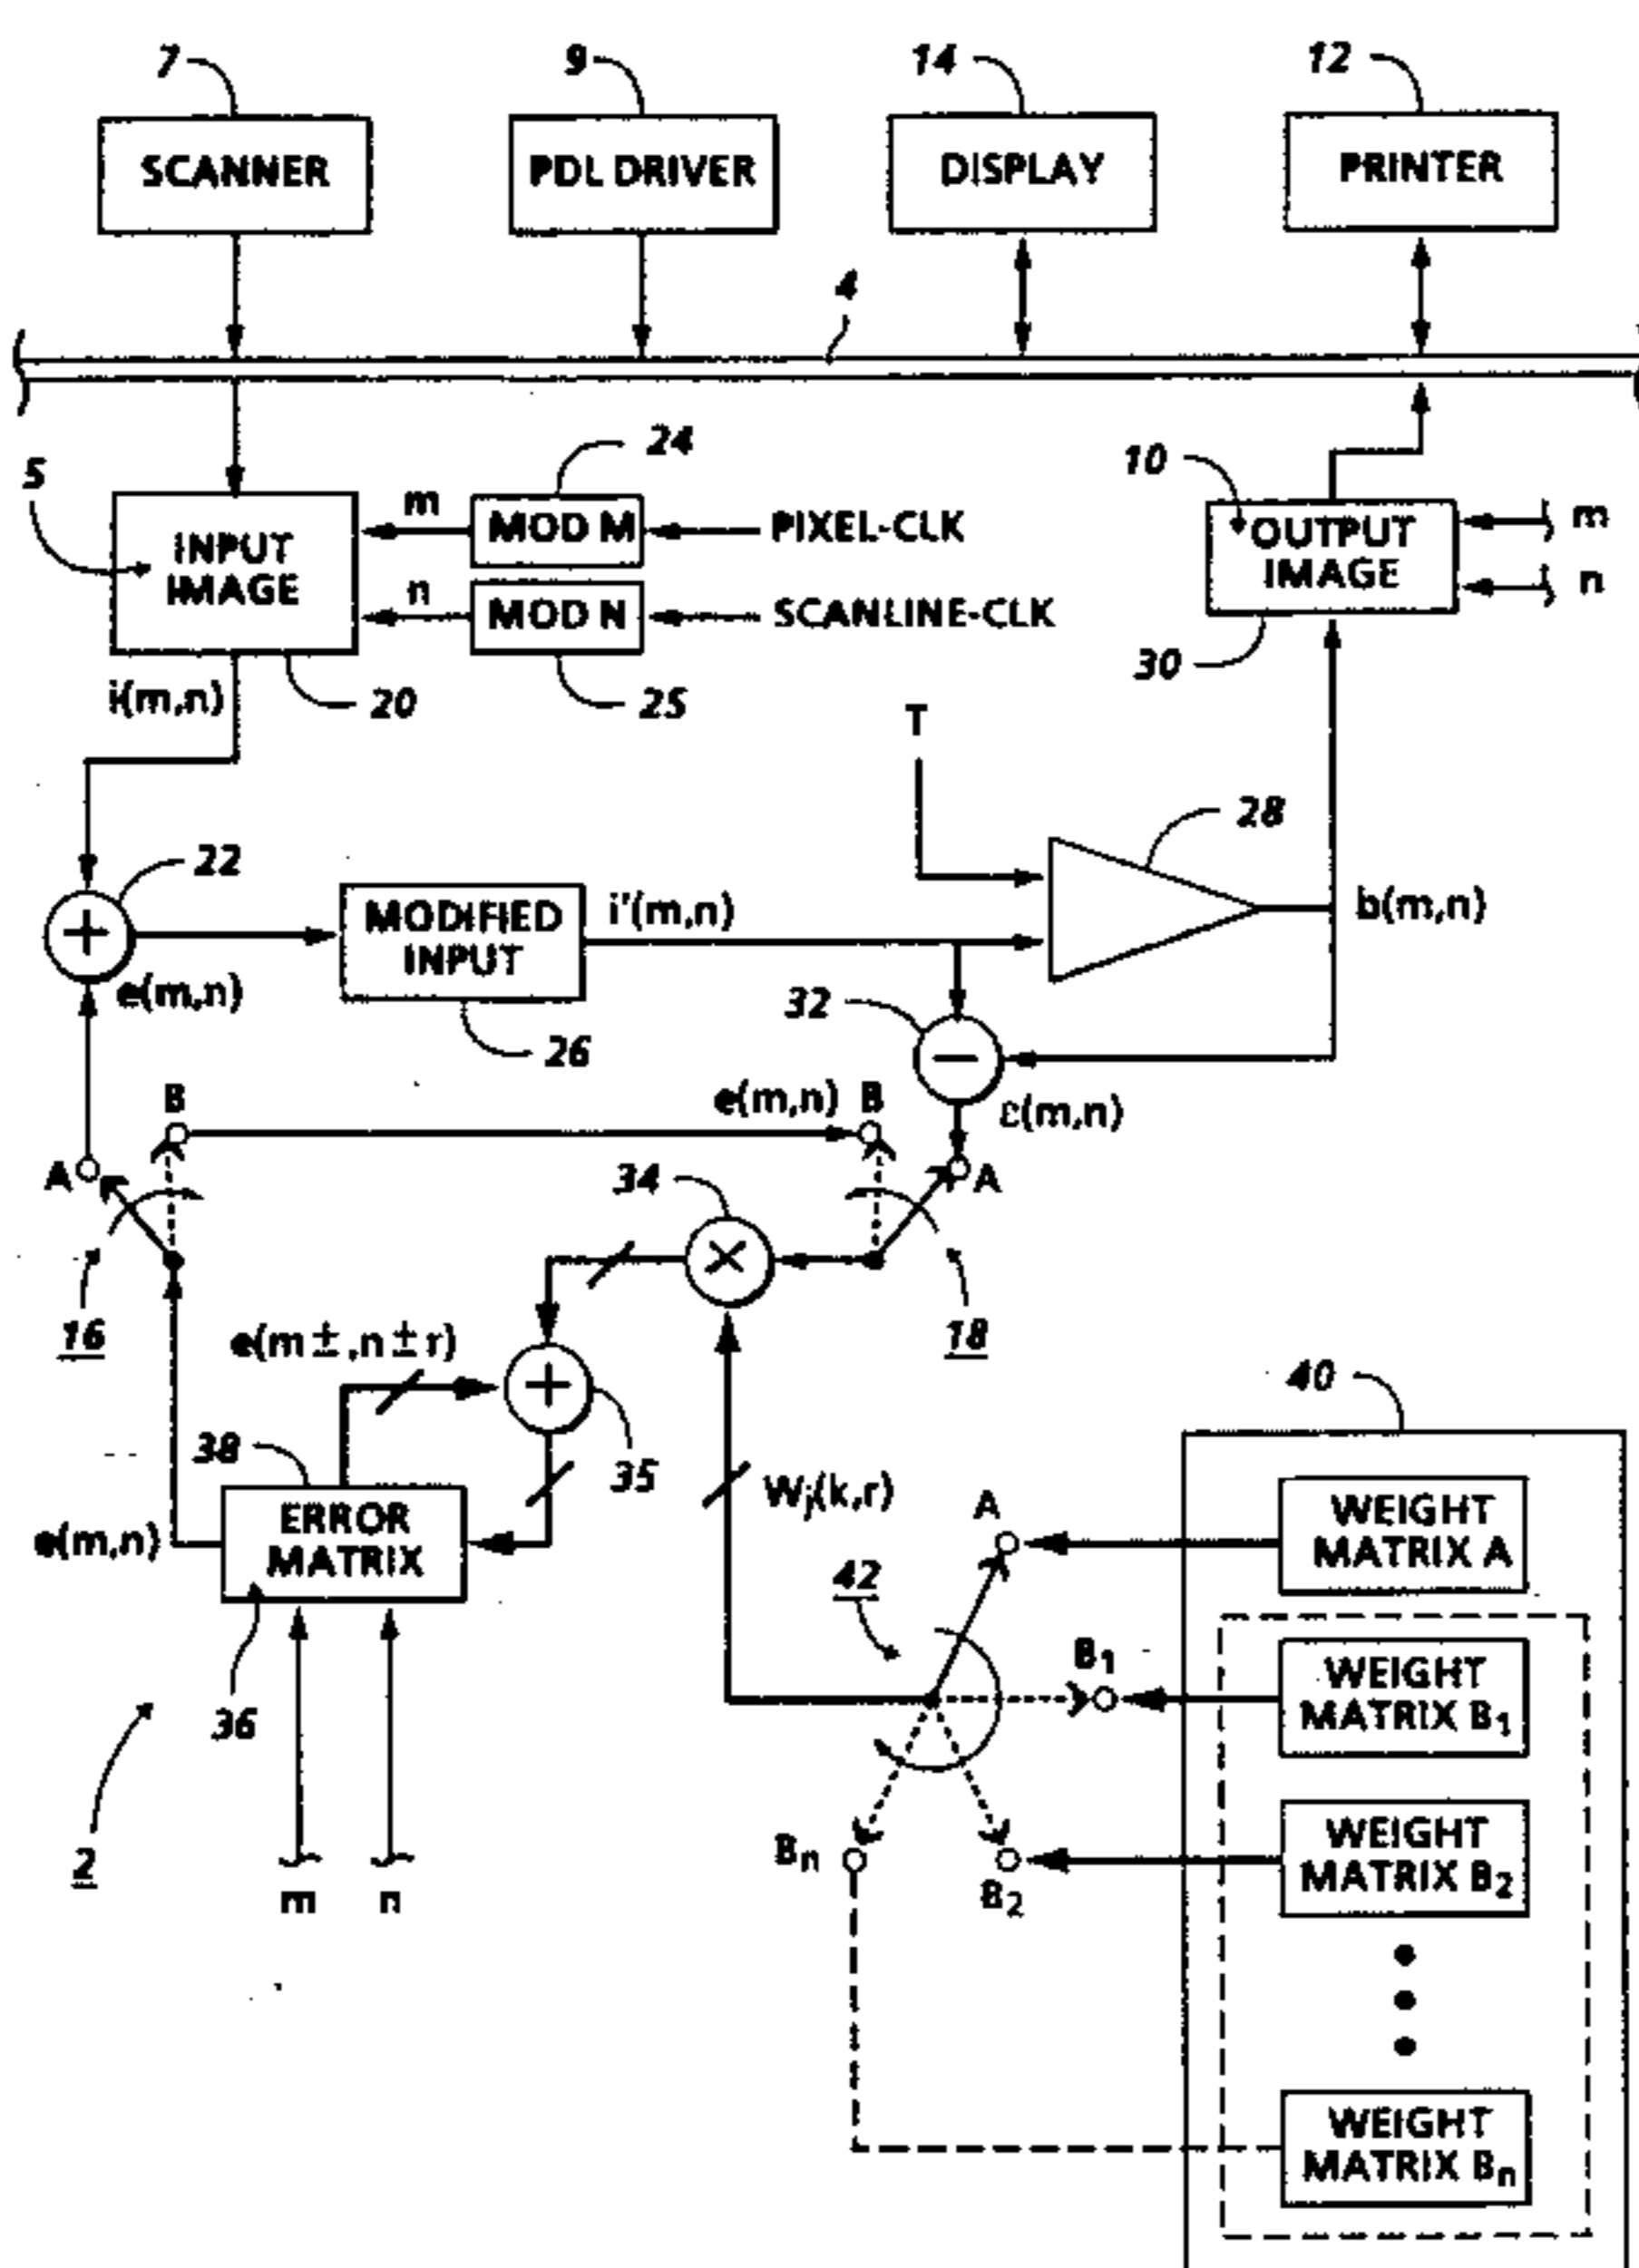 7 9 14 12
SCANNER PDL DRIVER DISPLAY PRINTER
4
24
10
5
m MOD M PIXEL-CLK
INPUT
IMAGE
OUTPUT
IMAGE
m
n
n MOD N SCANLINE-CLK
30
i(m,n) 20 25
T
28
22
MODIFIED
INPUT
i'(m,n)
b(m,n)
e(m,n)
32
26
B
e(m,n) B
ε(m,n)
A
34
A
16
18
e(m±,n±r)
40
38
35
Wj(k,r)
A
WEIGHT
MATRIX A
e(m,n)
ERROR
MATRIX
42
B1
WEIGHT
MATRIX B1
36
2
Bn
B2
WEIGHT
MATRIX B2
m n
WEIGHT
MATRIX Bn